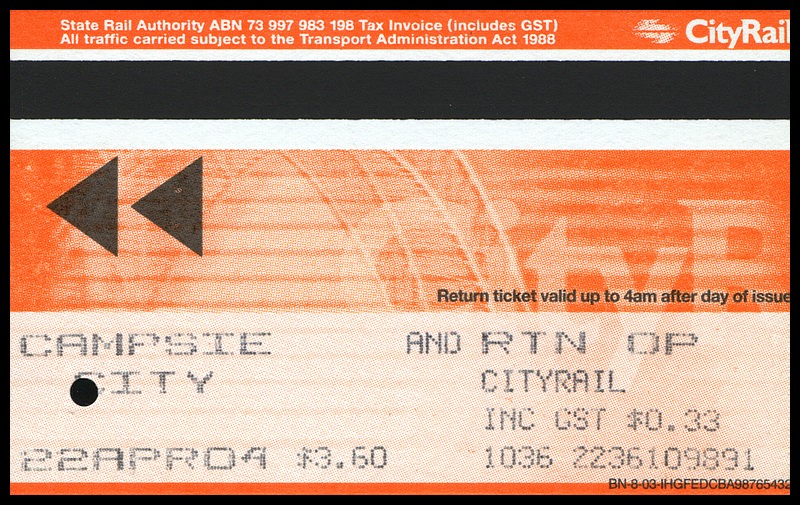 State Rail Authority ABN 73 997 983 198 Tax Invoice (includes GST)
All traffic carried subject to the Transport Administration Act 1988
CityRail
CityR
Return ticket valid up to 4am after day of issue
CAMPSIE AND RTN OP
CITY CITYRAIL
INC GST $0.33
22APR04 $3.60 1036 2236109891
BN-8-03-IHGFEDCBA98765432